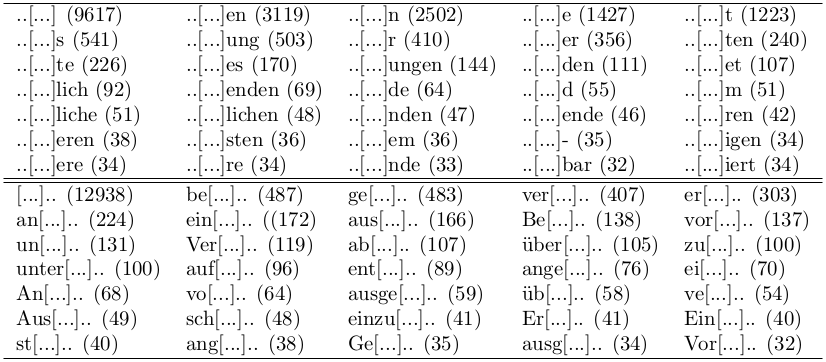 ..[...] (9617) ..[...]en (3119) ..[...]n (2502) ..[...]e (1427) ..[...]t (1223)
..[...]s (541) ..[...]ung (503) ..[...]r (410) ..[...]er (356) ..[...]ten (240)
..[...]te (226) ..[...]es (170) ..[...]ungen (144) ..[...]den (111) ..[...]et (107)
..[...]lich (92) ..[...]enden (69) ..[...]de (64) ..[...]d (55) ..[...]m (51)
..[...]liche (51) ..[...]lichen (48) ..[...]nden (47) ..[...]ende (46) ..[...]ren (42)
..[...]eren (38) ..[...]sten (36) ..[...]em (36) ..[...]- (35) ..[...]igen (34)
..[...]ere (34) ..[...]re (34) ..[...]nde (33) ..[...]bar (32) ..[...]iert (34)
[...].. (12938) be[...].. (487) ge[...].. (483) ver[...].. (407) er[...].. (303)
an[...].. (224) ein[...].. ((172) aus[...].. (166) Be[...].. (138) vor[...].. (137)
un[...].. (131) Ver[...].. (119) ab[...].. (107) über[...].. (105) zu[...].. (100)
unter[...].. (100) auf[...].. (96) ent[...].. (89) ange[...].. (76) ei[...].. (70)
An[...].. (68) vo[...].. (64) ausge[...].. (59) üb[...].. (58) ve[...].. (54)
Aus[...].. (49) sch[...].. (48) einzu[...].. (41) Er[...].. (41) Ein[...].. (40)
st[...].. (40) ang[...].. (38) Ge[...].. (35) ausg[...].. (34) Vor[...].. (32)